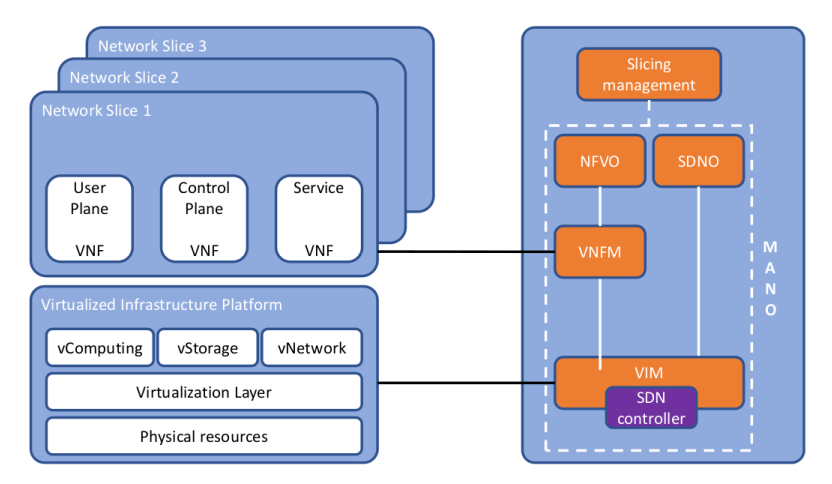 Network Slice 3
Network Slice 2
Network Slice 1
User
Plane
VNF
Control
Plane
VNF
Service
VNF
Virtualized Infrastructure Platform
vComputing
vStorage
vNetwork
Virtualization Layer
Physical resources
Slicing
management
NFVO
SDNO
VNFM
VIM
SDN
controller
M
A
N
O